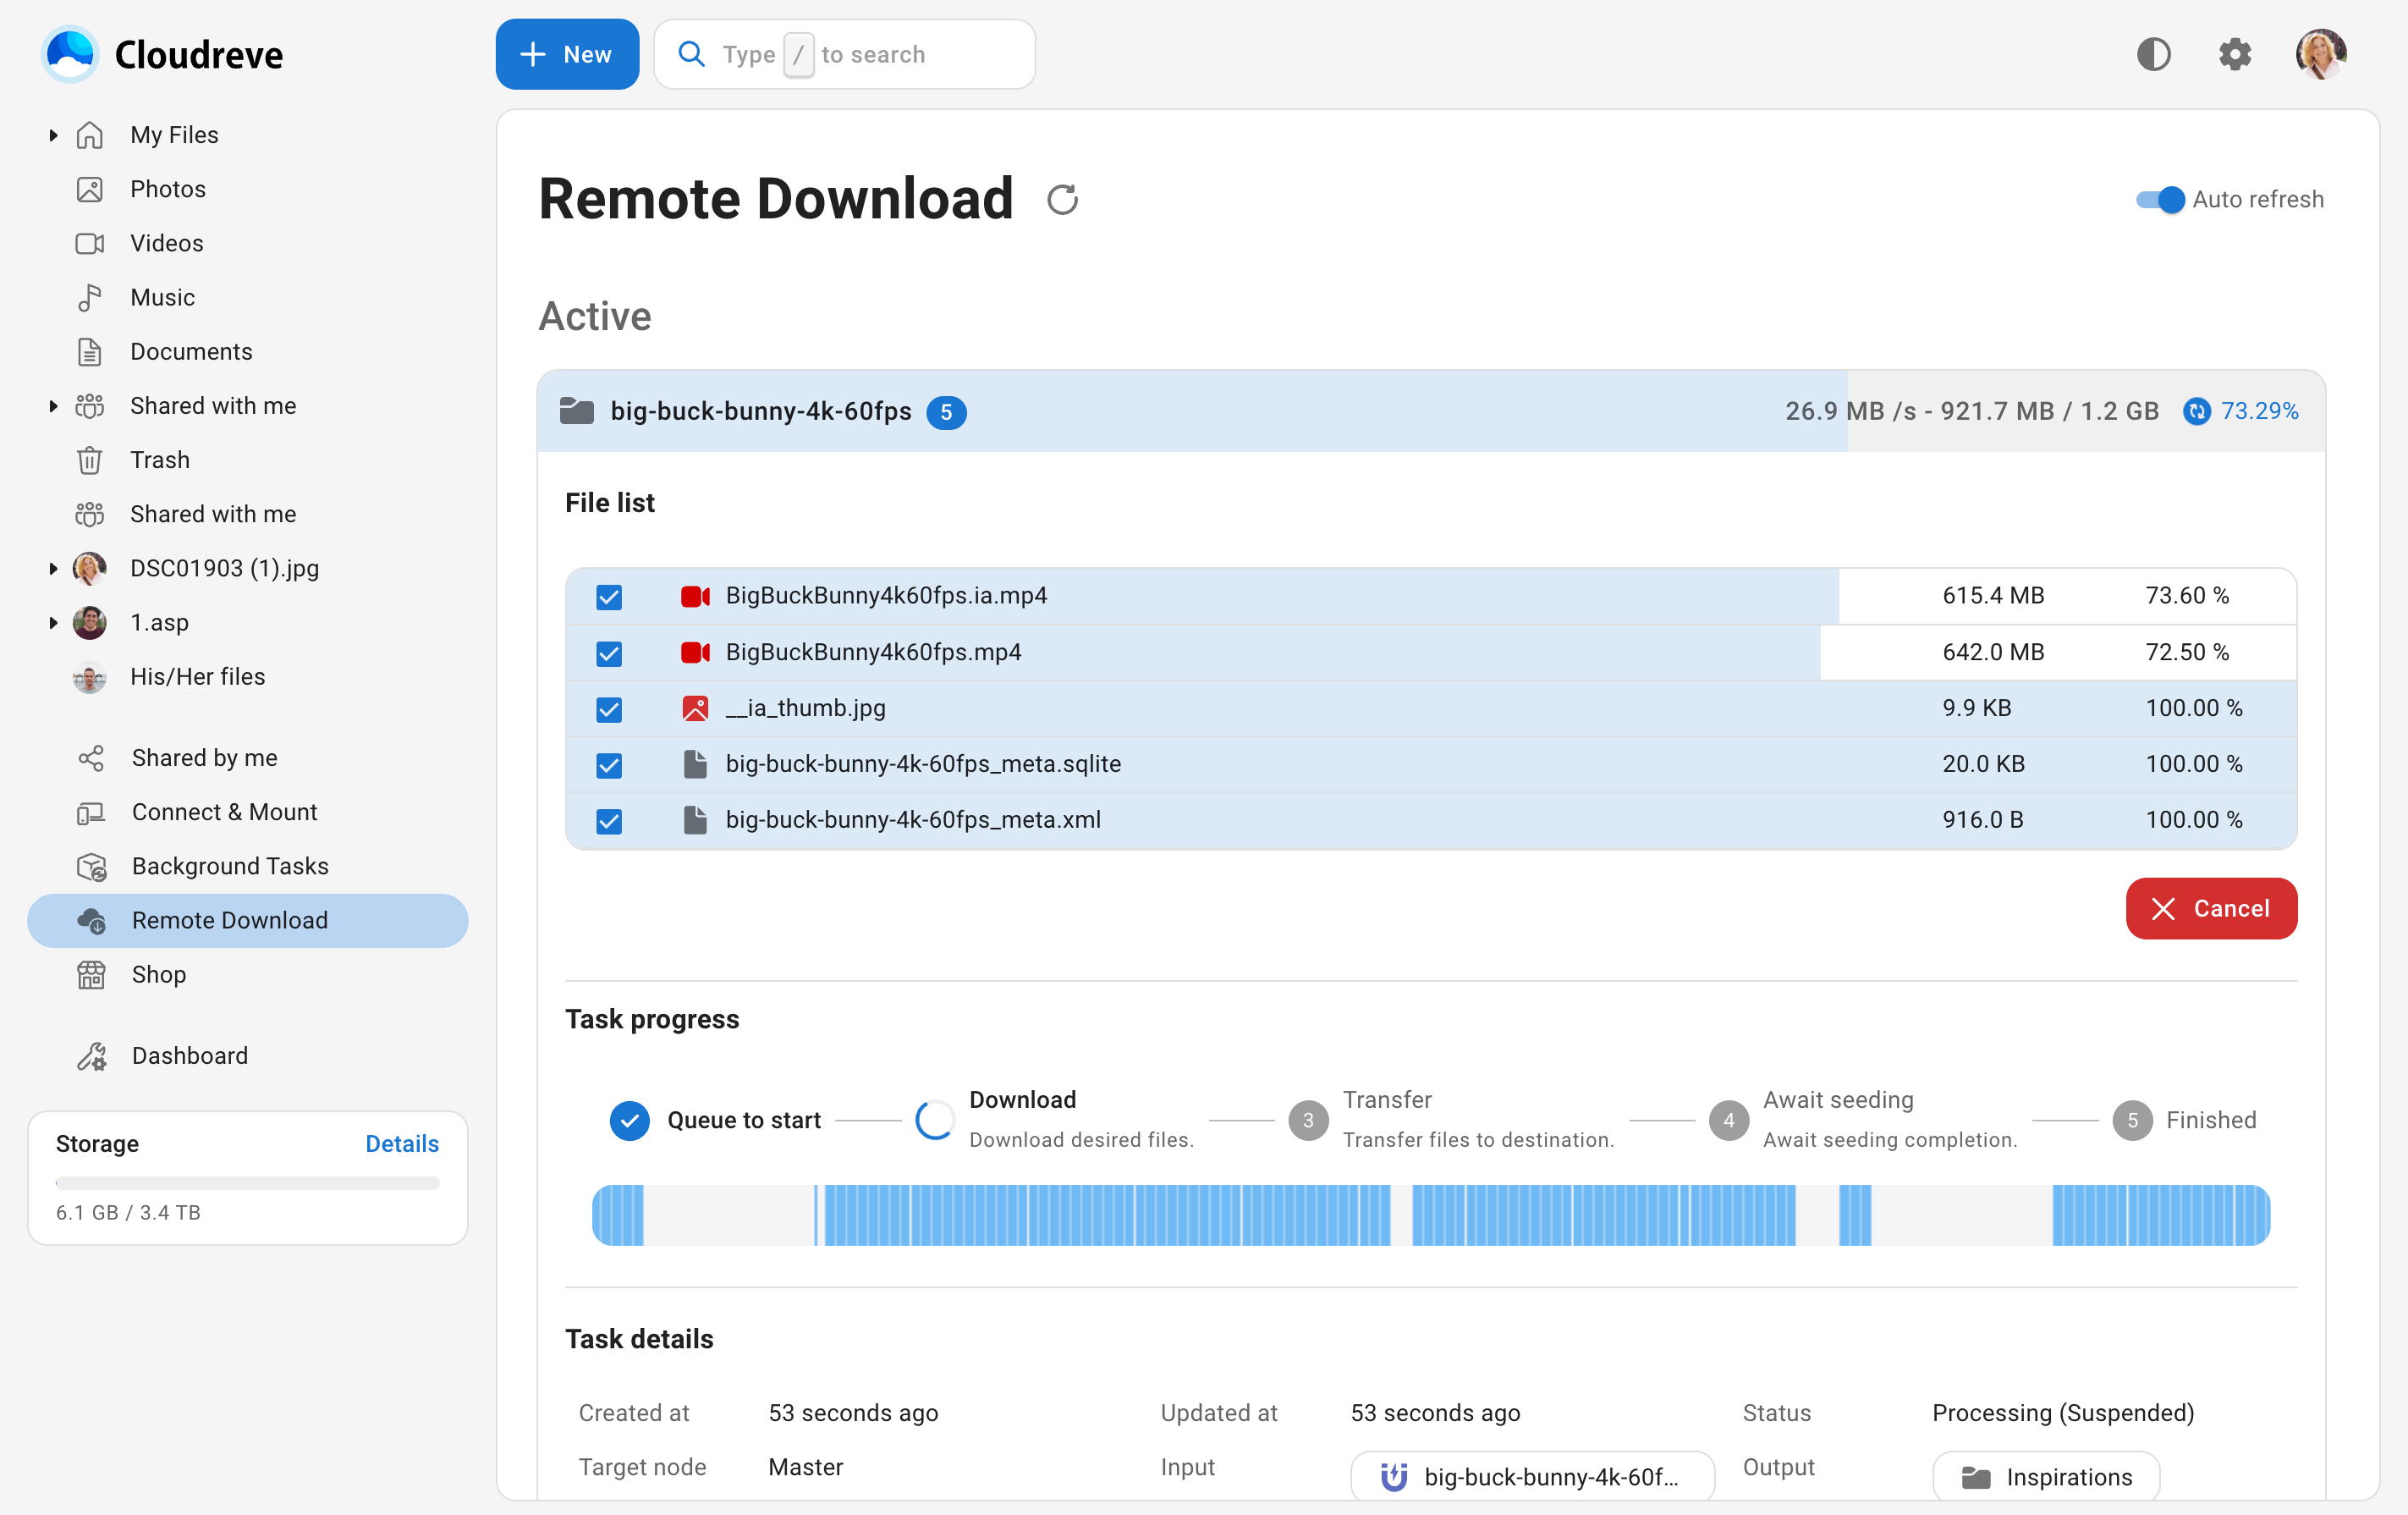 Cloudreve
New
Type / to search
My Files
Photos
Videos
Music
Documents
Shared with me
Trash
Shared with me
DSC01903 (1).jpg
1.asp
His/Her files
Shared by me
Connect & Mount
Background Tasks
Remote Download
Shop
Dashboard
Storage Details
6.1 GB / 3.4 TB
Remote Download
Auto refresh
Active
big-buck-bunny-4k-60fps 5 26.9 MB /s - 921.7 MB / 1.2 GB 73.29%
File list
BigBuckBunny4k60fps.ia.mp4 615.4 MB 73.60 %
BigBuckBunny4k60fps.mp4 642.0 MB 72.50 %
__ia_thumb.jpg 9.9 KB 100.00 %
big-buck-bunny-4k-60fps_meta.sqlite 20.0 KB 100.00 %
big-buck-bunny-4k-60fps_meta.xml 916.0 B 100.00 %
Cancel
Task progress
Queue to start
Download
Download desired files.
3
Transfer
Transfer files to destination.
4
Await seeding
Await seeding completion.
5 Finished
Task details
Created at 53 seconds ago Updated at 53 seconds ago Status Processing (Suspended)
Target node Master Input big-buck-bunny-4k-60f... Output Inspirations